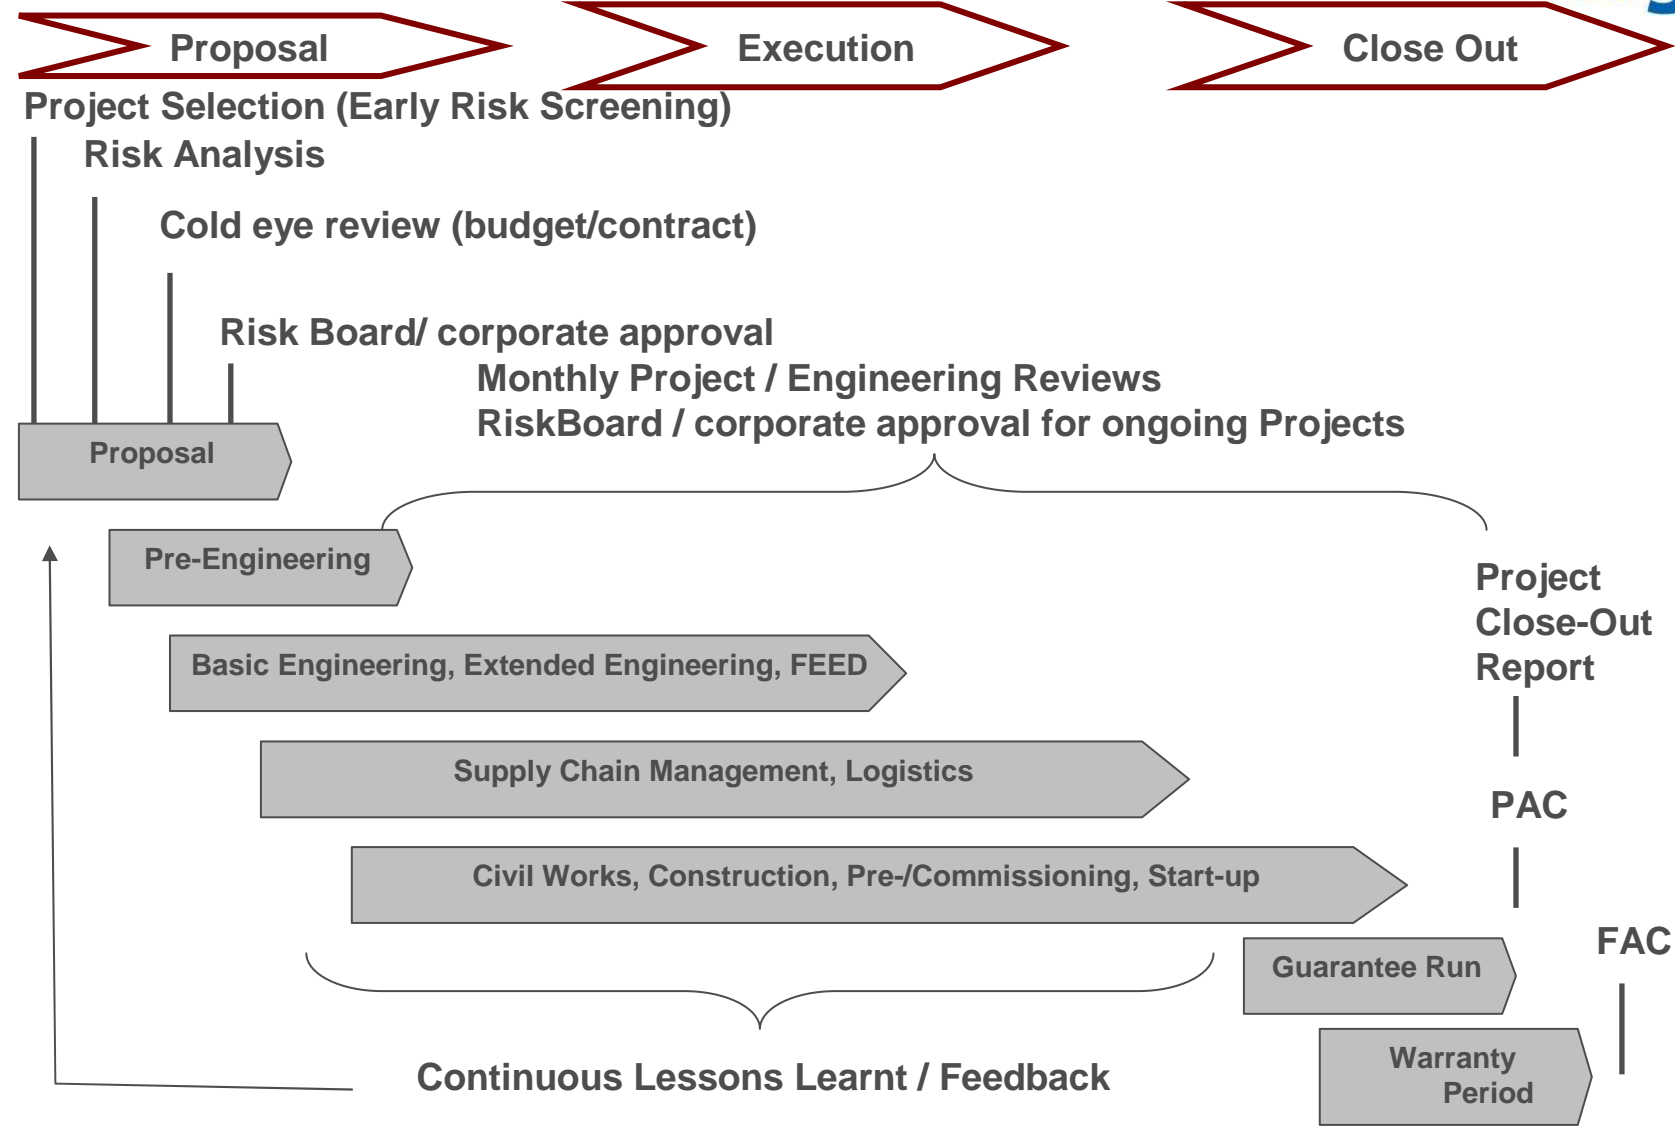 Proposal
Execution
Close Out
Project Selection (Early Risk Screening)
Risk Analysis
Cold eye review (budget/contract)
Risk Board/ corporate approval
Monthly Project / Engineering Reviews
RiskBoard / corporate approval for ongoing Projects
Proposal
Pre-Engineering
Project
Close-Out
Report
Basic Engineering, Extended Engineering, FEED
Supply Chain Management, Logistics
PAC
Civil Works, Construction, Pre-/Commissioning, Start-up
FAC
Guarantee Run
Warranty
Period
Continuous Lessons Learnt / Feedback